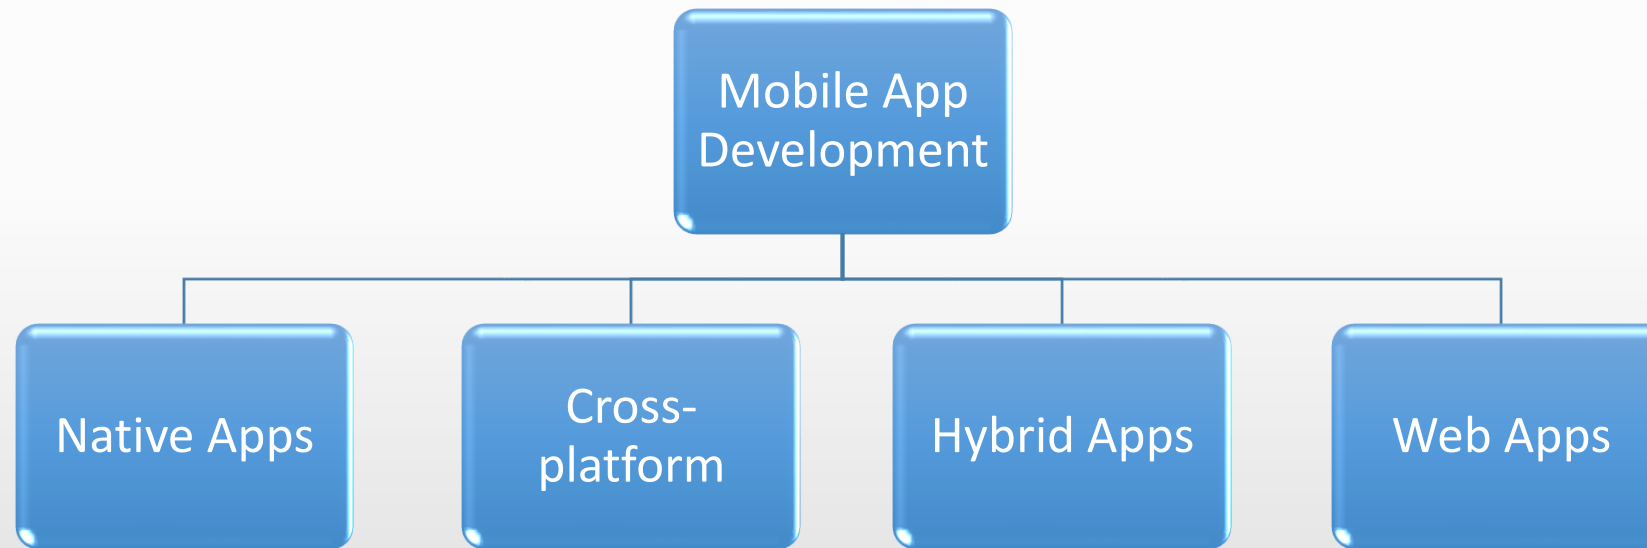 Mobile App
Development
Native Apps
Cross-
platform
Hybrid Apps
Web Apps